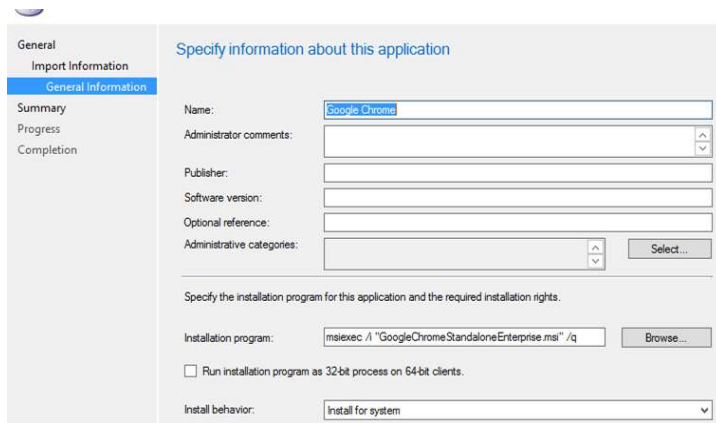 General
Import Information
General Information
Summary
Progress
Completion
Specify information about this application
Name: Google Chrome
Administrator comments:
Publisher:
Software version:
Optional reference:
Administrative categories: Select...
Specify the installation program for this application and the required installation rights.
Installation program: msiexec /i "GoogleChromeStandaloneEnterprise.msi" /q Browse...
Run installation program as 32-bit process on 64-bit clients.
Install behavior: Install for system